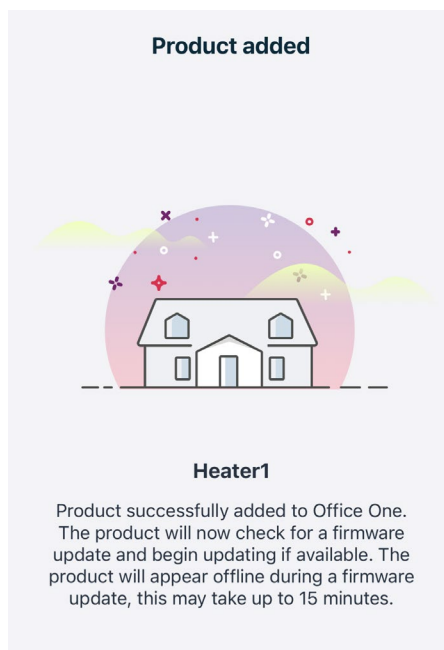 Product added
Heater1
Product successfully added to Office One.
The product will now check for a firmware
update and begin updating if available. The
product will appear offline during a firmware
update, this may take up to 15 minutes.